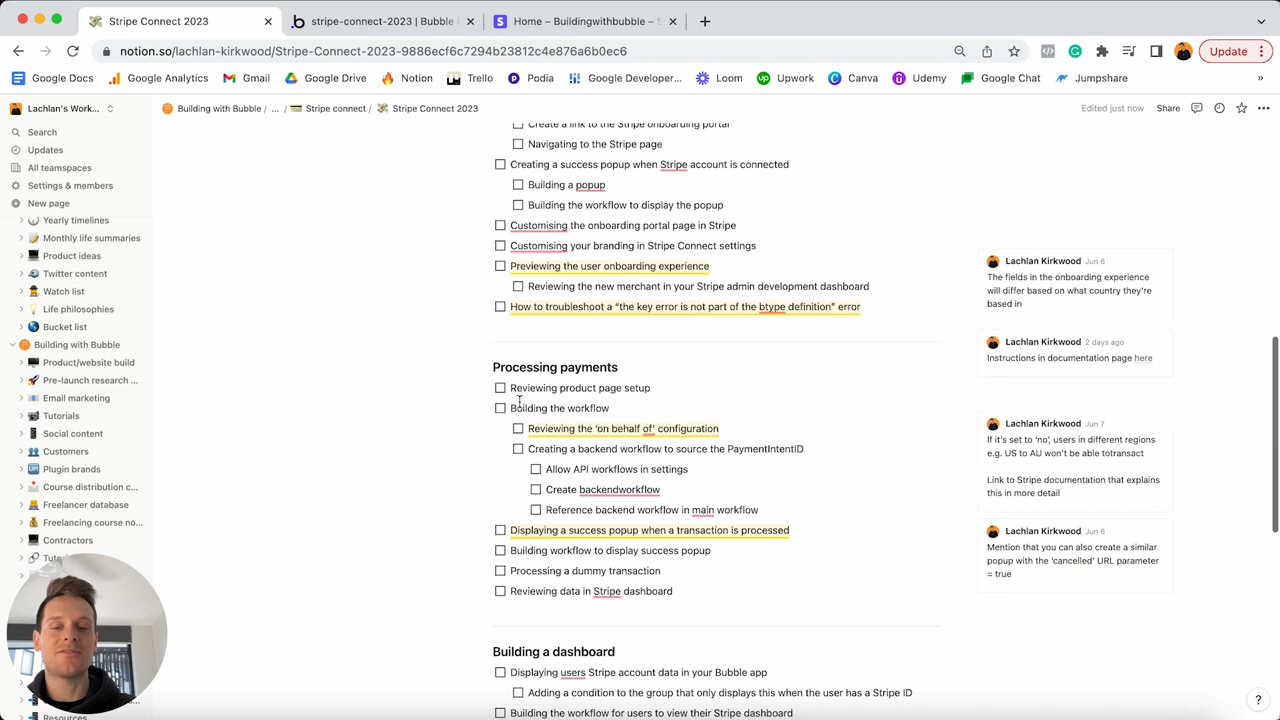 Stripe Connect 2023
stripe-connect-2023 | Bubble
Home – Buildingwithbubble – S
notion.so/lachlan-kirkwood/Stripe-Connect-2023-9886ecf6c7294b23812c4e876a6b0ec6
Update
Google Docs
Google Analytics
Gmail
Google Drive
Notion
Trello
Podia
Google Developer...
Loom
Upwork
Canva
Udemy
Google Chat
Jumpshare
»
Lachlan's Work...
Building with Bubble / ... / Stripe connect / Stripe Connect 2023
Edited just now
Share
Search
Updates
All teamspaces
Settings & members
New page
Yearly timelines
Monthly life summaries
Product ideas
Twitter content
Watch list
Life philosophies
Bucket list
Building with Bubble
Product/website build
Pre-launch research ...
Email marketing
Tutorials
Social content
Customers
Plugin brands
Course distribution c...
Freelancer database
Freelancing course no...
Contractors
Resources
Create a link to the Stripe onboarding portal
Navigating to the Stripe page
Creating a success popup when Stripe account is connected
Building a popup
Building the workflow to display the popup
Customising the onboarding portal page in Stripe
Customising your branding in Stripe Connect settings
Previewing the user onboarding experience
Reviewing the new merchant in your Stripe admin development dashboard
How to troubleshoot a “the key error is not part of the btype definition” error
Processing payments
Reviewing product page setup
Building the workflow
Reviewing the ‘on behalf of’ configuration
Creating a backend workflow to source the PaymentIntentID
Allow API workflows in settings
Create backendworkflow
Reference backend workflow in main workflow
Displaying a success popup when a transaction is processed
Building workflow to display success popup
Processing a dummy transaction
Reviewing data in Stripe dashboard
Building a dashboard
Displaying users Stripe account data in your Bubble app
Adding a condition to the group that only displays this when the user has a Stripe ID
Building the workflow for users to view their Stripe dashboard
Lachlan Kirkwood Jun 6
The fields in the onboarding experience
will differ based on what country they're
based in
Lachlan Kirkwood 2 days ago
Instructions in documentation page here
Lachlan Kirkwood Jun 7
If it's set to ‘no’, users in different regions
e.g. US to AU won't be able totransact
Link to Stripe documentation that explains
this in more detail
Lachlan Kirkwood Jun 6
Mention that you can also create a similar
popup with the ‘cancelled’ URL parameter
= true
?